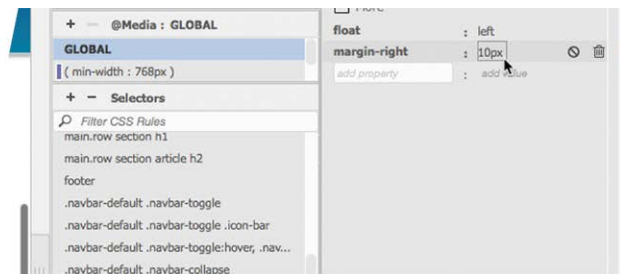 More
+ − @Media : GLOBAL
float : left
GLOBAL
margin-right : 10px
( min-width : 768px )
add property : add value
+ − Selectors
Filter CSS Rules
main.row section h1
main.row section article h2
footer
.navbar-default .navbar-toggle
.navbar-default .navbar-toggle .icon-bar
.navbar-default .navbar-toggle:hover, .nav...
.navbar-default .navbar-collapse